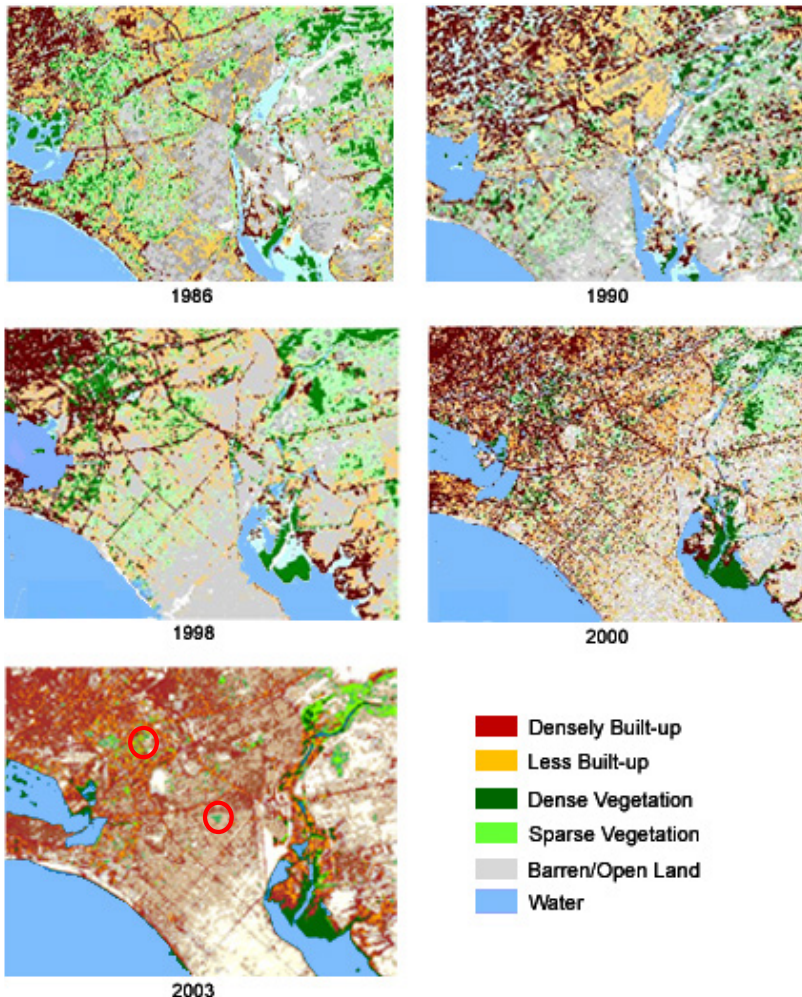 1986
1990
1998
2000
2003
Densely Built-up
Less Built-up
Dense Vegetation
Sparse Vegetation
Barren/Open Land
Water